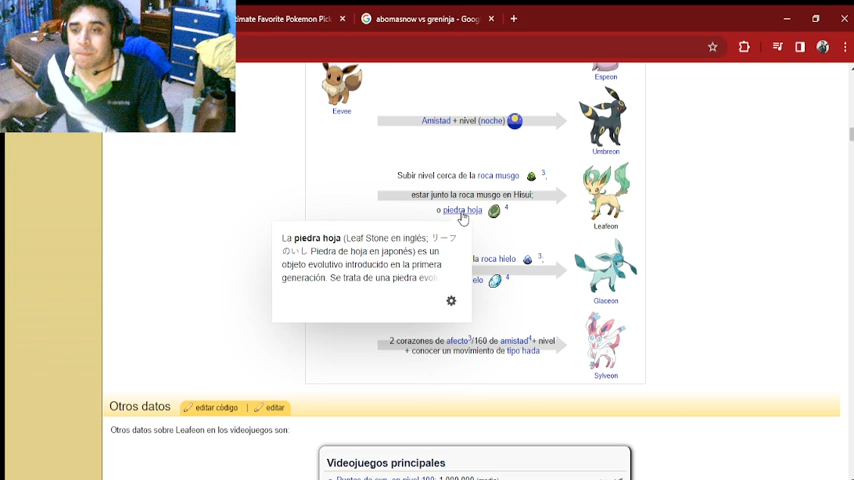 timate Favorite Pokemon Pick
abomasnow vs greninja - Goog
Espeon
Eevee
Amistad + nivel (noche)
Umbreon
Subir nivel cerca de la roca musgo 3,
estar junto la roca musgo en Hisui;
o piedra hoja 4
Leafeon
La piedra hoja (Leaf Stone en inglés; リーフ
のいし Piedra de hoja en japonés) es un
objeto evolutivo introducido en la primera
generación. Se trata de una piedra evol
la roca hielo 3,
elo 4
Glaceon
2 corazones de afecto3/160 de amistad4+ nivel
+ conocer un movimiento de tipo hada
Sylveon
Otros datos editar código | editar
Otros datos sobre Leafeon en los videojuegos son:
Videojuegos principales